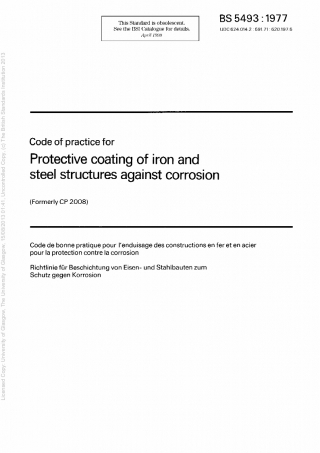 This Standard is obsolescent.
See the BSI Catalogue for details.
April 1998
BS 5493 : 1977
UDC 624.014.2 : 691.71 : 620.197.6
Code of practice for
Protective coating of iron and
steel structures against corrosion
(Formerly CP 2008)
Code de bonne pratique pour l'enduisage des constructions en fer et en acier
pour la protection contre la corrosion
Richtlinie für Beschichtung von Eisen- und Stahlbauten zum
Schutz gegen Korrosion